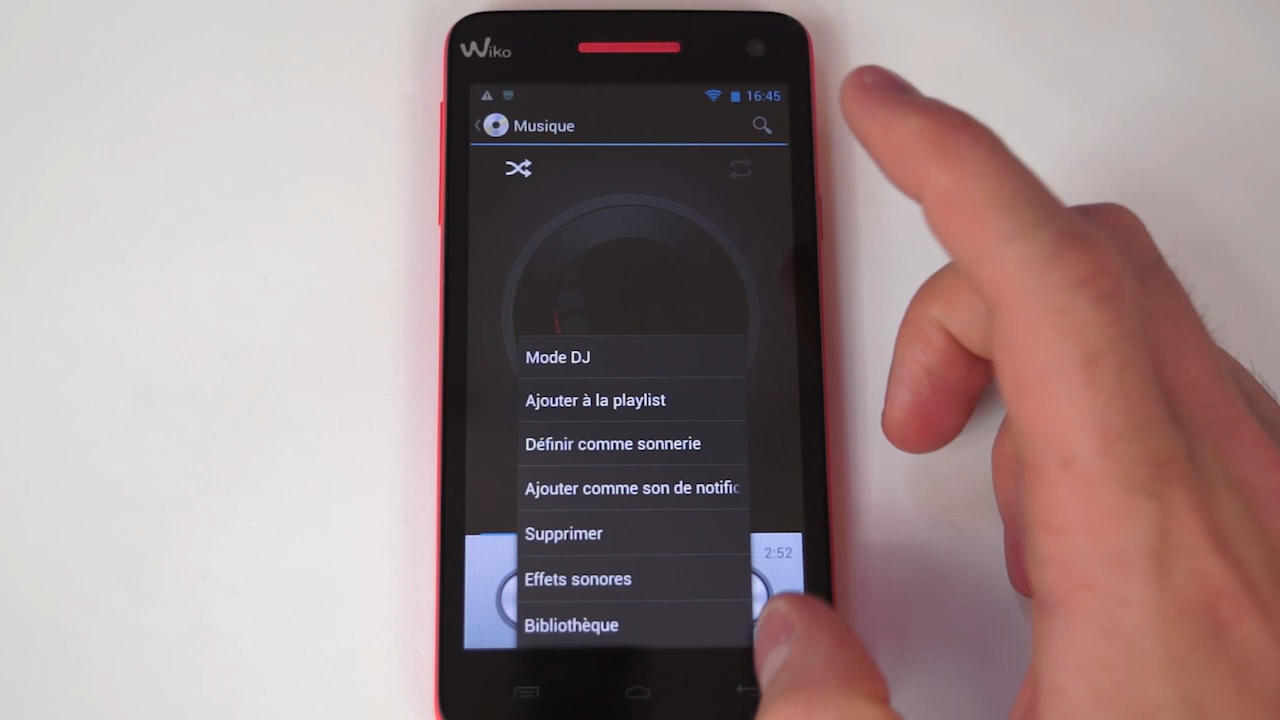 Wiko
16:45
Musique
Mode DJ
Ajouter à la playlist
Définir comme sonnerie
Ajouter comme son de notific
Supprimer
2:52
Effets sonores
Bibliothèque